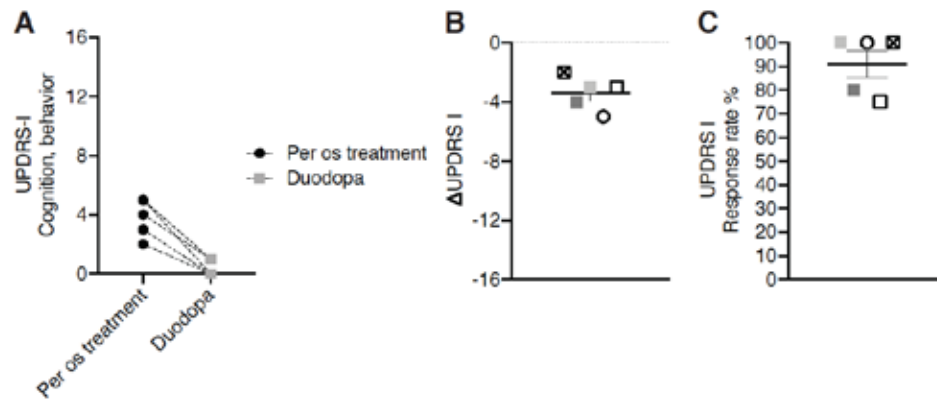 A
UPDRS-I
Cognition, behavior
16
12
8
4
0
Per os treatment
Duodopa
Per os treatment
Duodopa
B
ΔUPDRS I
0
-4
-8
-12
-16
C
UPDRS I
Response rate %
100
90
80
70
60
50
40
30
20
10
0